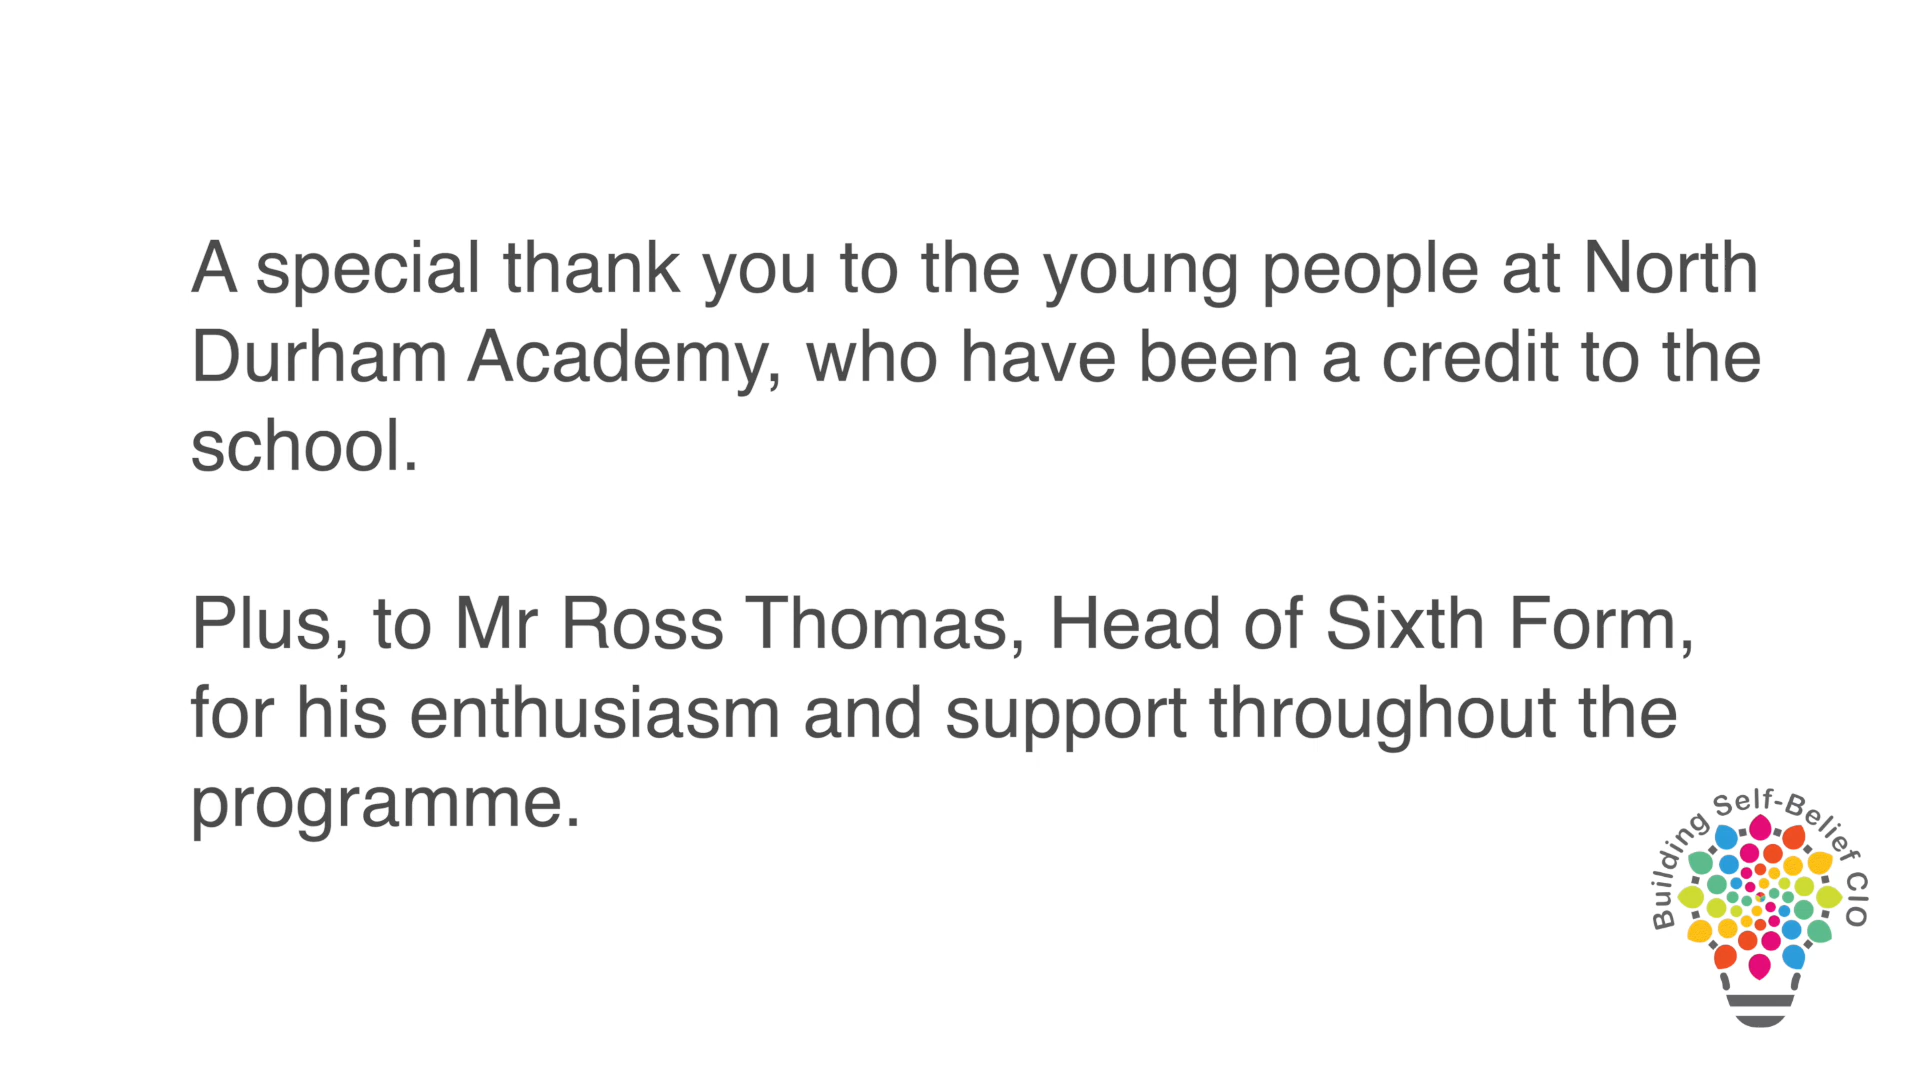 A special thank you to the young people at North
Durham Academy, who have been a credit to the
school.
Plus, to Mr Ross Thomas, Head of Sixth Form,
for his enthusiasm and support throughout the
programme.
Building Self-Belief CIO